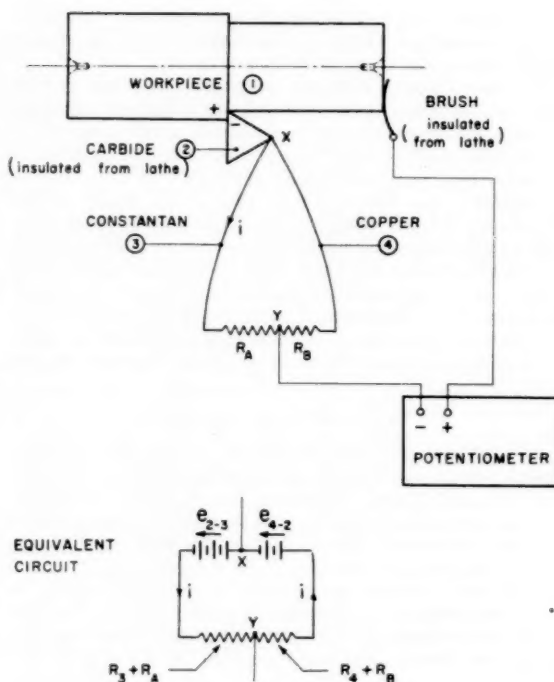 WORKPIECE ①
+
−
X
BRUSH
(insulated from lathe)
CARBIDE ②
(insulated from lathe)
CONSTANTAN
③
i
COPPER
④
Y
R_A R_B
− +
POTENTIOMETER
e_2-3 e_4-2
X
EQUIVALENT
CIRCUIT
i i
Y
R_3 + R_A R_4 + R_B